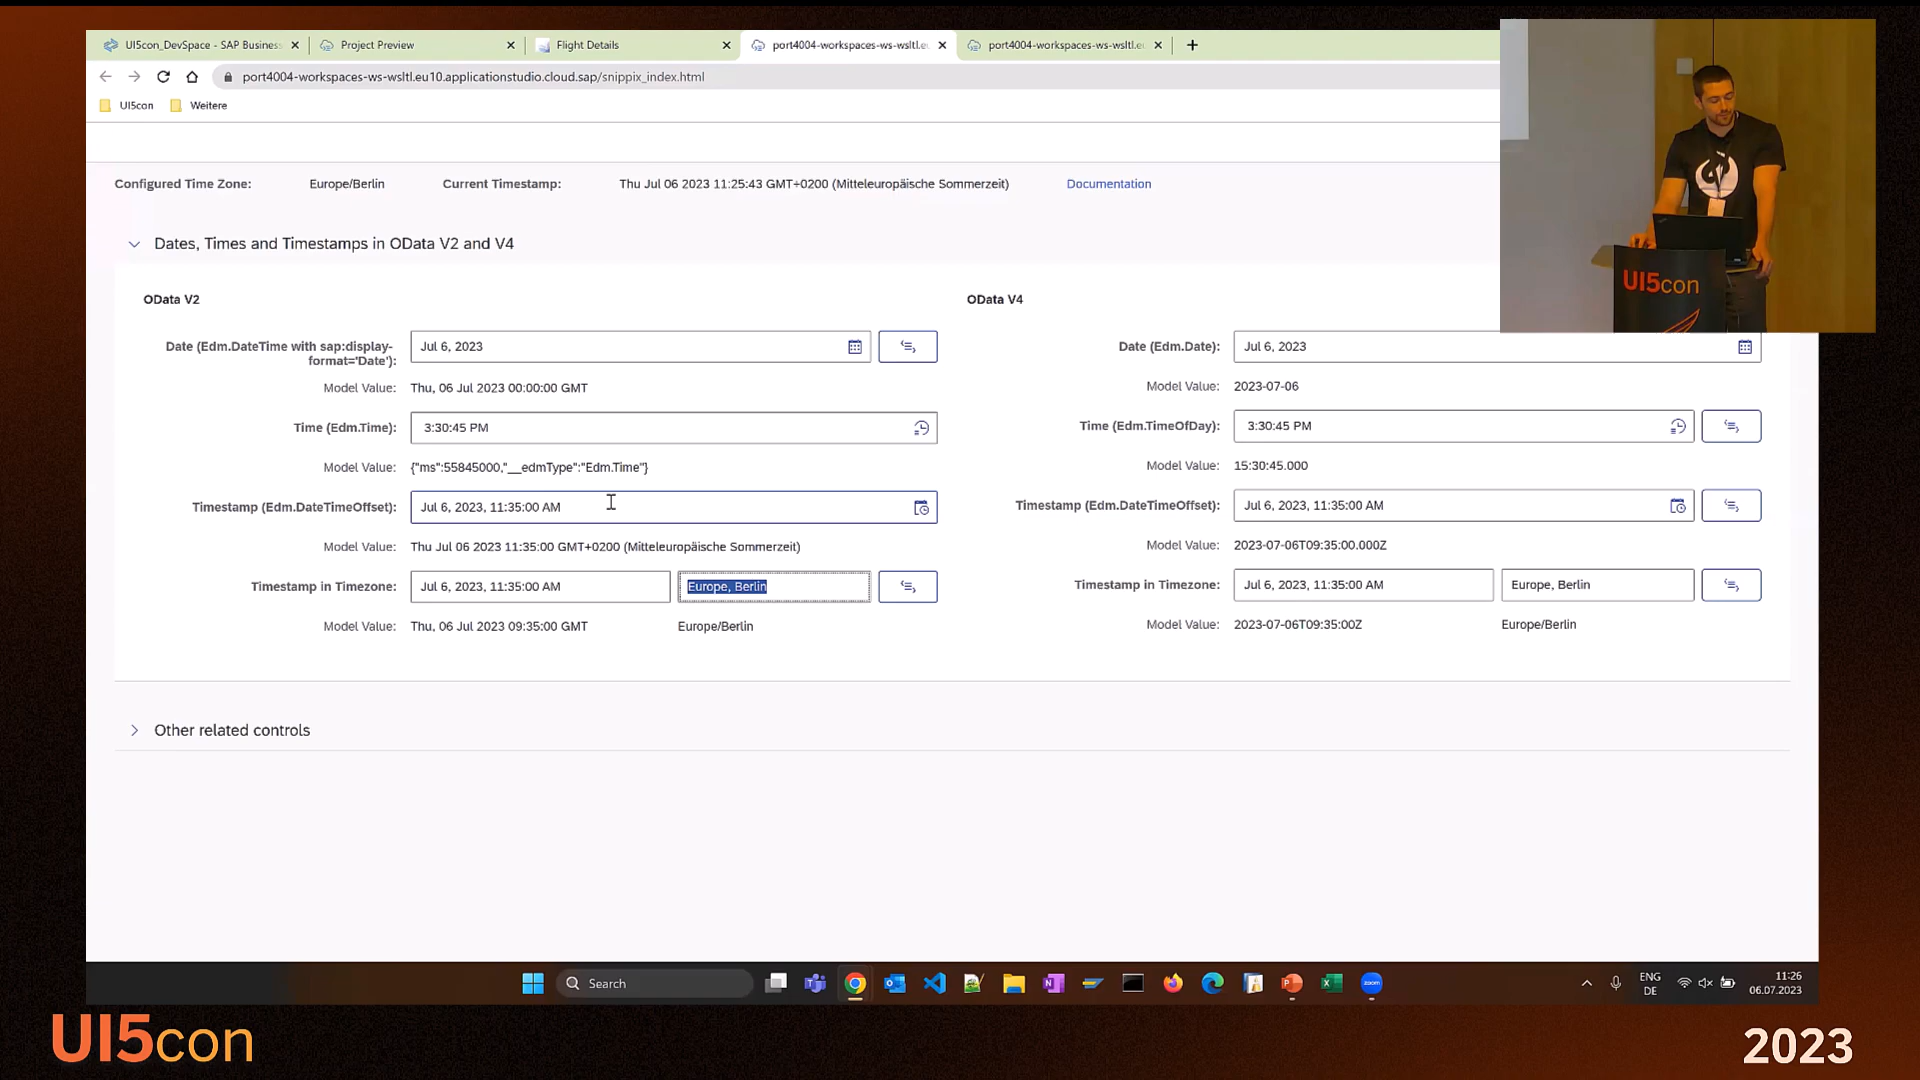 UI5con_DevSpace - SAP Busines
Project Preview
Flight Details
port4004-workspaces-ws-wsltl.eu
port4004-workspaces-ws-wsltl.eu
port4004-workspaces-ws-wsltl.eu10.applicationstudio.cloud.sap/snippix_index.html
UI5con
Weitere
Configured Time Zone: Europe/Berlin Current Timestamp: Thu Jul 06 2023 11:25:43 GMT+0200 (Mitteleuropäische Sommerzeit) Documentation
Dates, Times and Timestamps in OData V2 and V4
OData V2
Date (Edm.DateTime with sap:display-
format='Date'):
Jul 6, 2023
Model Value: Thu, 06 Jul 2023 00:00:00 GMT
Time (Edm.Time): 3:30:45 PM
Model Value: {"ms":55845000,"__edmType":"Edm.Time"}
Timestamp (Edm.DateTimeOffset): Jul 6, 2023, 11:35:00 AM
Model Value: Thu Jul 06 2023 11:35:00 GMT+0200 (Mitteleuropäische Sommerzeit)
Timestamp in Timezone: Jul 6, 2023, 11:35:00 AM Europe, Berlin
Model Value: Thu, 06 Jul 2023 09:35:00 GMT Europe/Berlin
OData V4
Date (Edm.Date): Jul 6, 2023
Model Value: 2023-07-06
Time (Edm.TimeOfDay): 3:30:45 PM
Model Value: 15:30:45.000
Timestamp (Edm.DateTimeOffset): Jul 6, 2023, 11:35:00 AM
Model Value: 2023-07-06T09:35:00.000Z
Timestamp in Timezone: Jul 6, 2023, 11:35:00 AM Europe, Berlin
Model Value: 2023-07-06T09:35:00Z Europe/Berlin
Other related controls
UI5con
Search
zoom
ENG
DE
11:26
06.07.2023
UI5con
2023